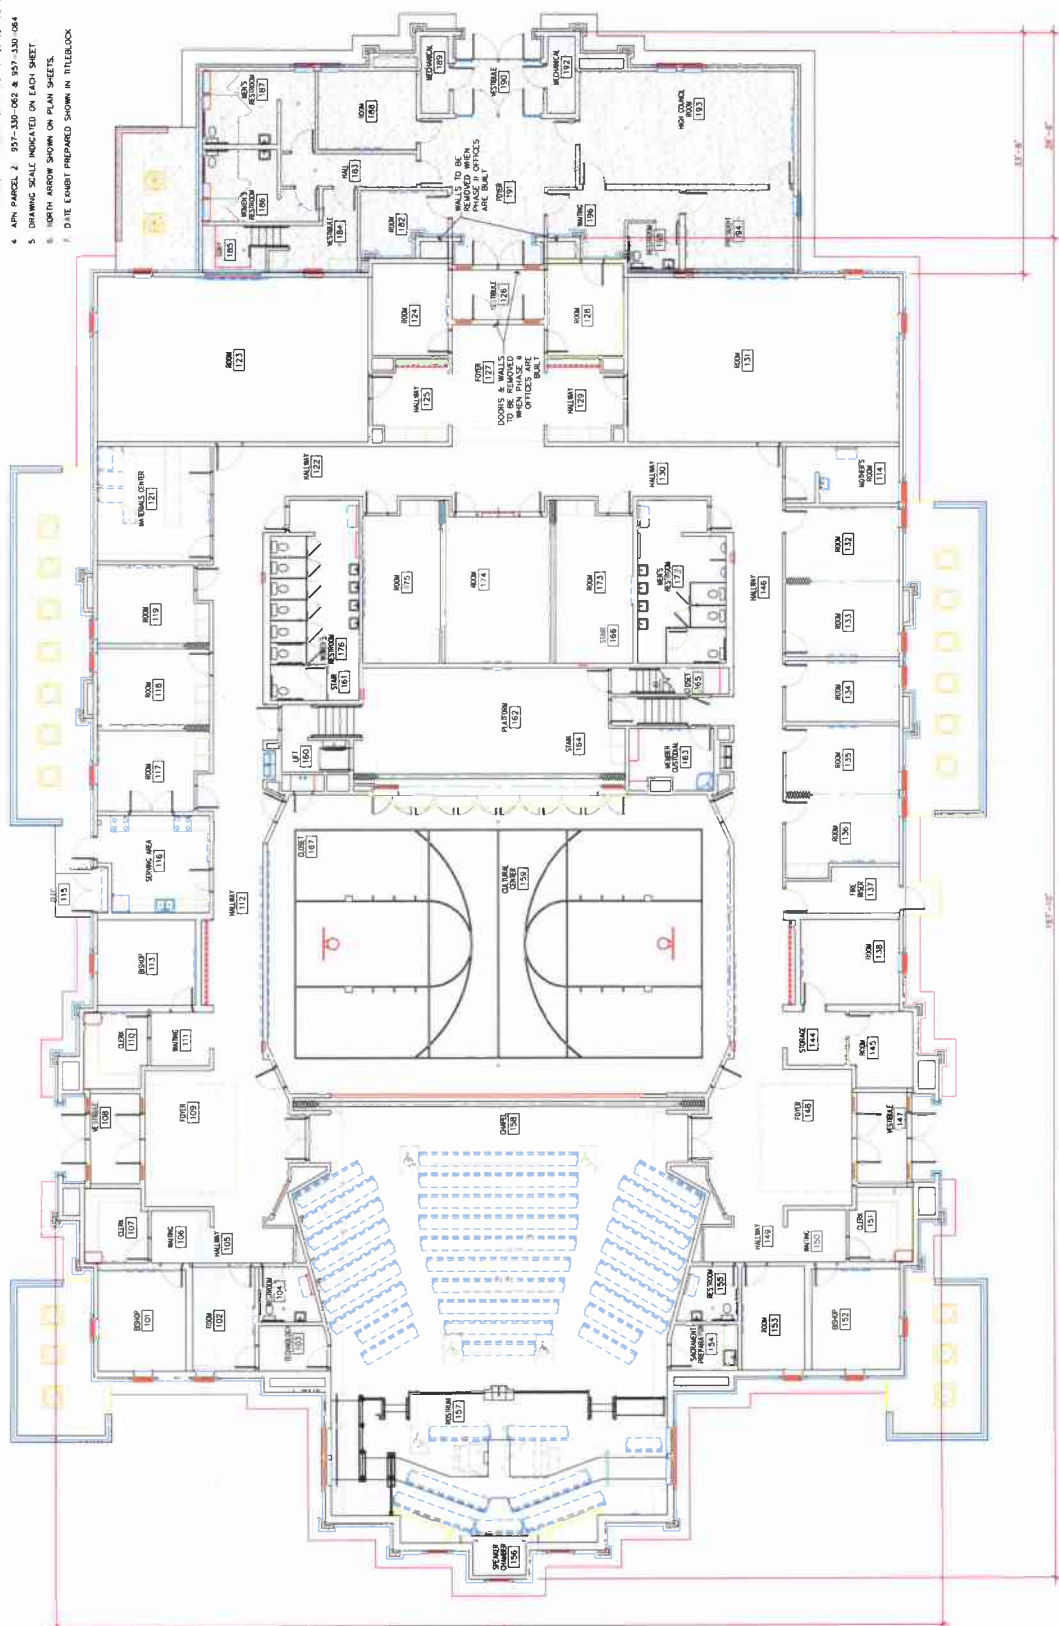 4. APN PARCEL 2: 957-330-062 & 957-330-064
5. DRAWING SCALE INDICATED ON EACH SHEET
6. NORTH ARROW SHOWN ON PLAN SHEETS.
7. DATE EXHIBIT PREPARED SHOWN IN TITLEBLOCK
MEN'S
RESTROOM
187
WOMEN'S
RESTROOM
186
185
ROOM
188
HALL
183
VESTIBULE
184
ROOM
182
MECHANICAL
189
VESTIBULE
190
MECHANICAL
192
WALLS TO BE
REMOVED WHEN
PHASE II OFFICES
ARE BUILT
FOYER
191
HIGH COUNCIL
ROOM
193
WAITING
196
194
ROOM
123
ROOM
124
VESTIBULE
126
ROOM
128
ROOM
131
HALLWAY
125
FOYER
127
DOORS & WALLS
TO BE REMOVED
WHEN PHASE II
OFFICES ARE
BUILT
HALLWAY
129
MATERIALS CENTER
121
HALLWAY
122
HALLWAY
130
MOTHER'S
ROOM
114
ROOM
119
ROOM
118
ROOM
117
SERVING AREA
116
115
HALLWAY
112
BISHOP
113
WOMEN'S
RESTROOM
176
STAIR
161
ROOM
175
ROOM
174
ROOM
173
STAIR
166
MEN'S
RESTROOM
CLOSET
165
HALLWAY
146
ROOM
132
ROOM
133
ROOM
134
ROOM
135
ROOM
136
FIRE
RISER
137
ROOM
138
LIFT
160
PLATFORM
162
STAIR
164
MEMBER
CUSTODIAL
163
CLOSET
167
CULTURAL
CENTER
159
CLERK
110
WAITING
111
VESTIBULE
108
FOYER
109
CLERK
107
WAITING
106
HALLWAY
105
BISHOP
101
ROOM
102
RESTROOM
104
TECHNOLOGY
103
CHAPEL
158
STORAGE
144
ROOM
145
FOYER
148
VESTIBULE
147
HALLWAY
149
WAITING
150
CLERK
151
RESTROOM
155
SACRAMENT
PREPARATION
154
ROOM
153
BISHOP
152
ROSTRUM
157
SPEAKER
CHAMBER
156